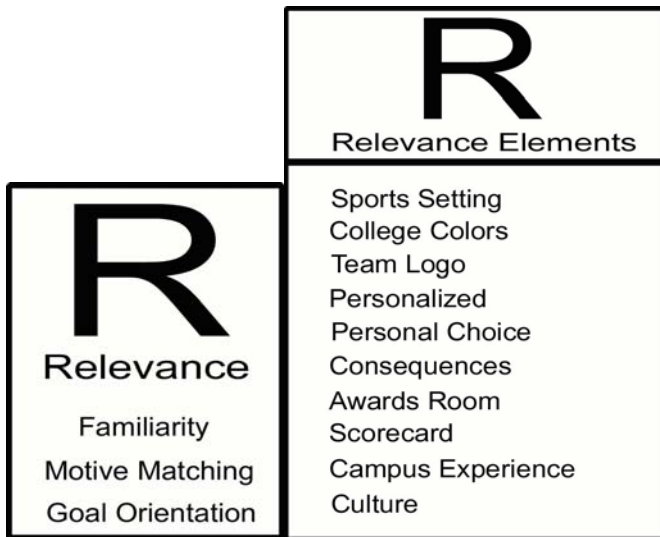 R
Relevance
Familiarity
Motive Matching
Goal Orientation
R
Relevance Elements
Sports Setting
College Colors
Team Logo
Personalized
Personal Choice
Consequences
Awards Room
Scorecard
Campus Experience
Culture